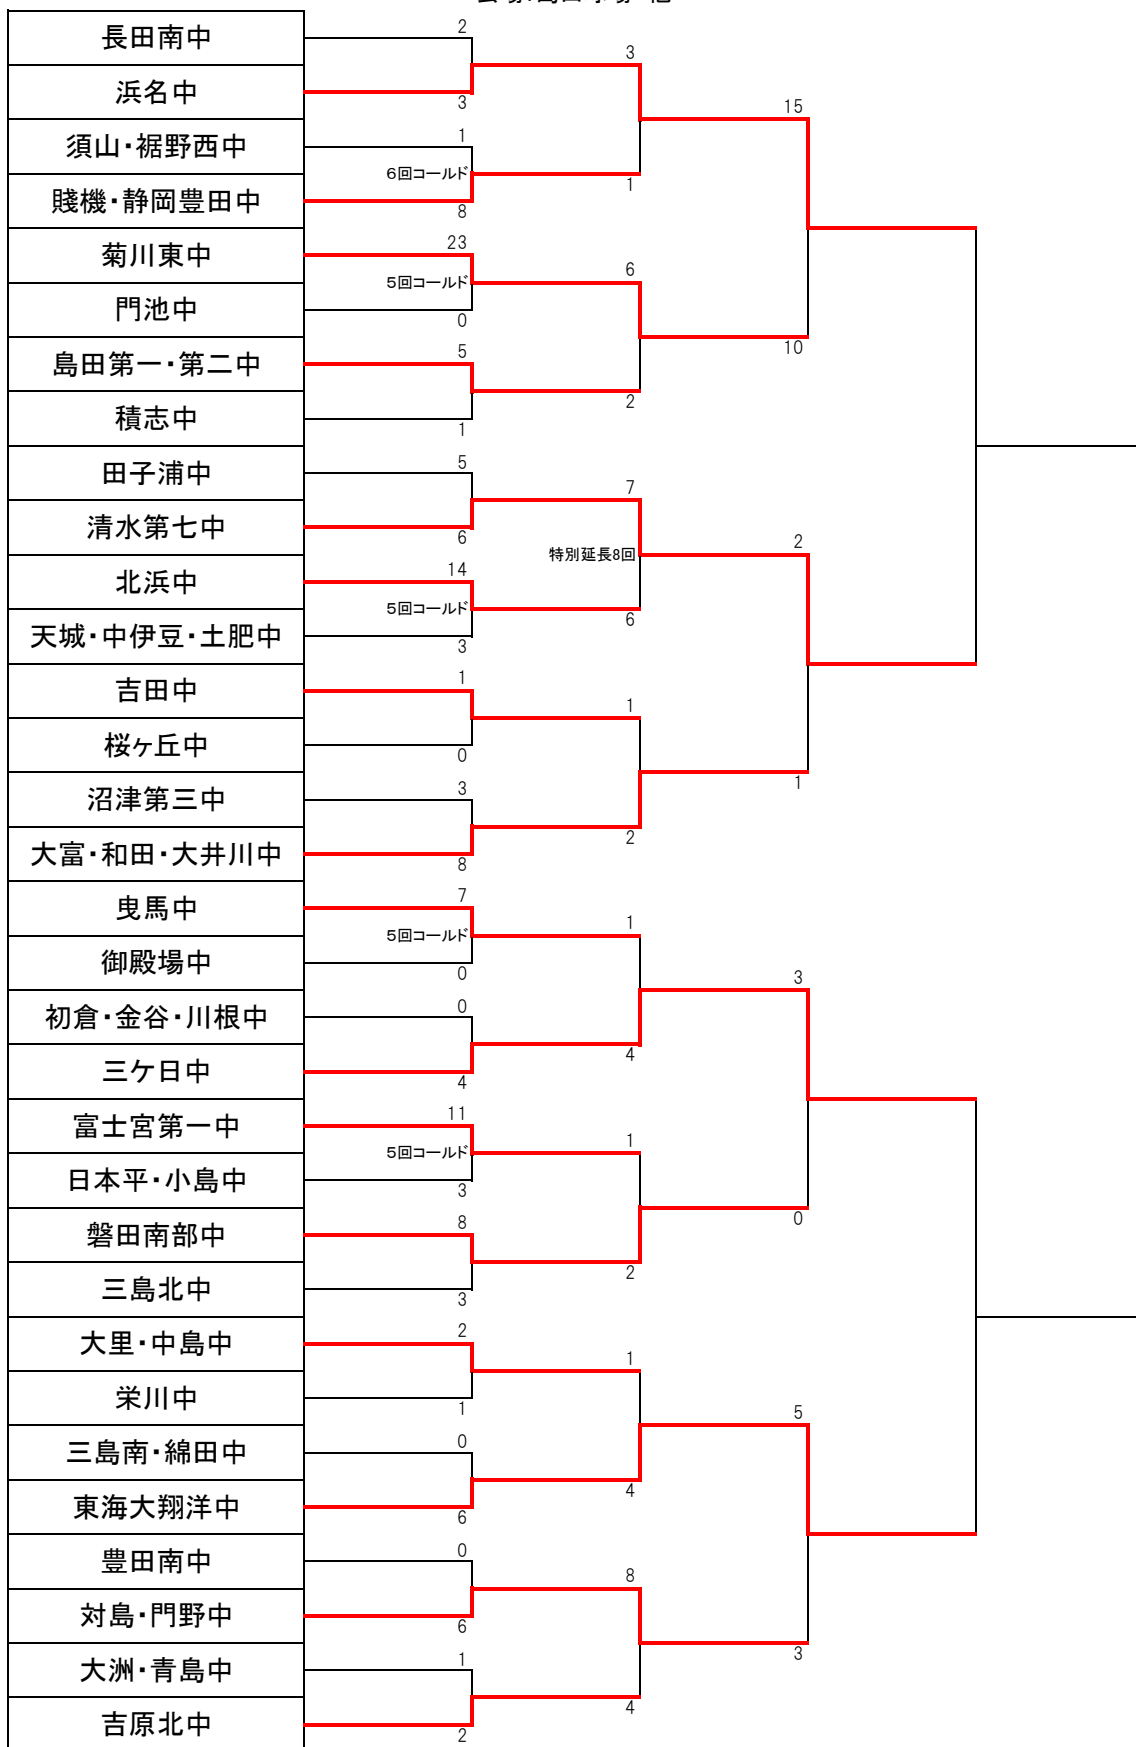 長田南中
2
3
浜名中
3
15
須山・裾野西中
1
6回コールド
1
賤機・静岡豊田中
8
菊川東中
23
6
5回コールド
門池中
0
10
島田第一・第二中
5
2
積志中
1
田子浦中
5
7
清水第七中
6
2
特別延長8回
北浜中
14
5回コールド
6
天城・中伊豆・土肥中
3
吉田中
1
1
桜ヶ丘中
0
1
沼津第三中
3
2
大富・和田・大井川中
8
曳馬中
7
1
5回コールド
御殿場中
0
3
初倉・金谷・川根中
0
4
三ケ日中
4
富士宮第一中
11
1
5回コールド
日本平・小島中
3
0
磐田南部中
8
2
三島北中
3
大里・中島中
2
1
栄川中
1
5
三島南・錦田中
0
4
東海大翔洋中
6
豊田南中
0
8
対島・門野中
6
3
大洲・青島中
1
4
吉原北中
2